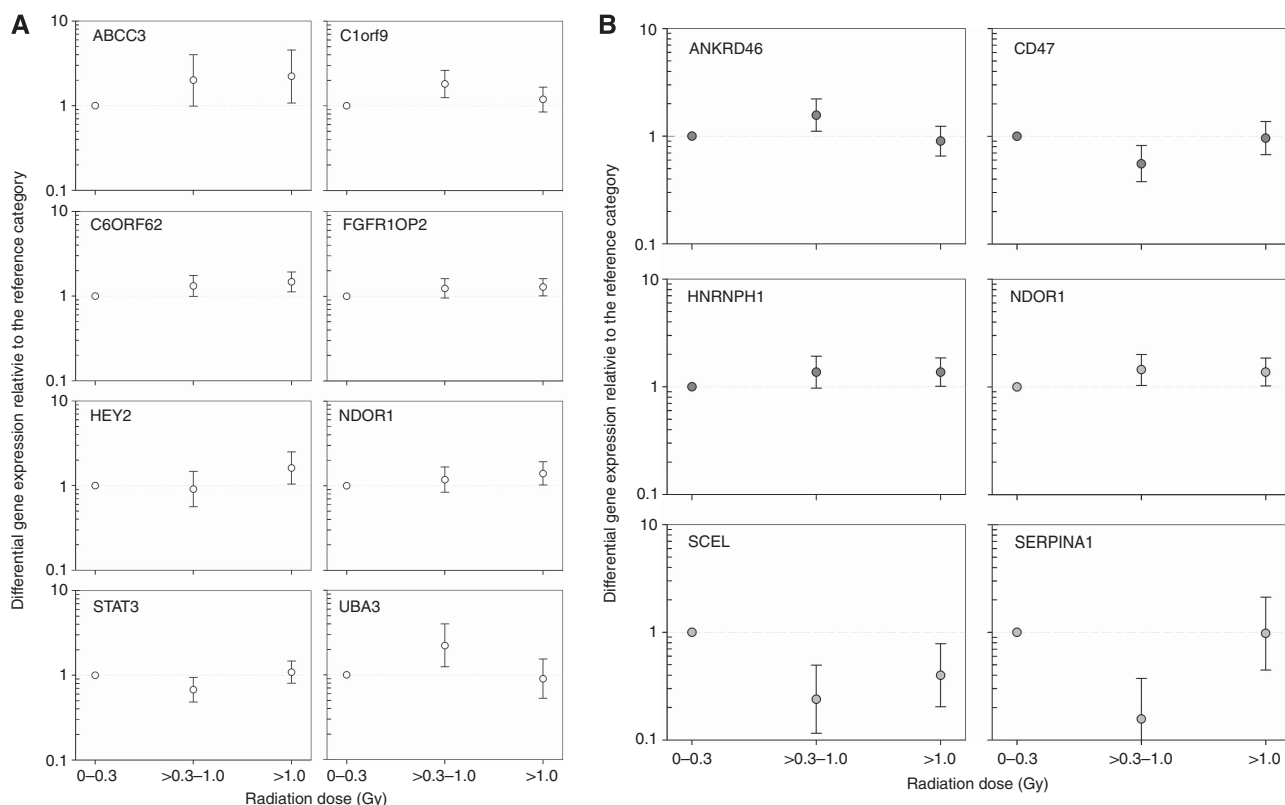 A
B
Differential gene expression relativie to the reference category
10
ABCC3
C1orf9
1
0.1
10
C6ORF62
FGFR1OP2
1
0.1
10
HEY2
NDOR1
1
0.1
10
STAT3
UBA3
1
0.1
0–0.3 >0.3–1.0 >1.0 0–0.3 >0.3–1.0 >1.0
Radiation dose (Gy)
Differential gene expression relativie to the reference category
10
ANKRD46
CD47
1
0.1
10
HNRNPH1
NDOR1
1
0.1
10
SCEL
SERPINA1
1
0.1
0–0.3 >0.3–1.0 >1.0 0–0.3 >0.3–1.0 >1.0
Radiation dose (Gy)